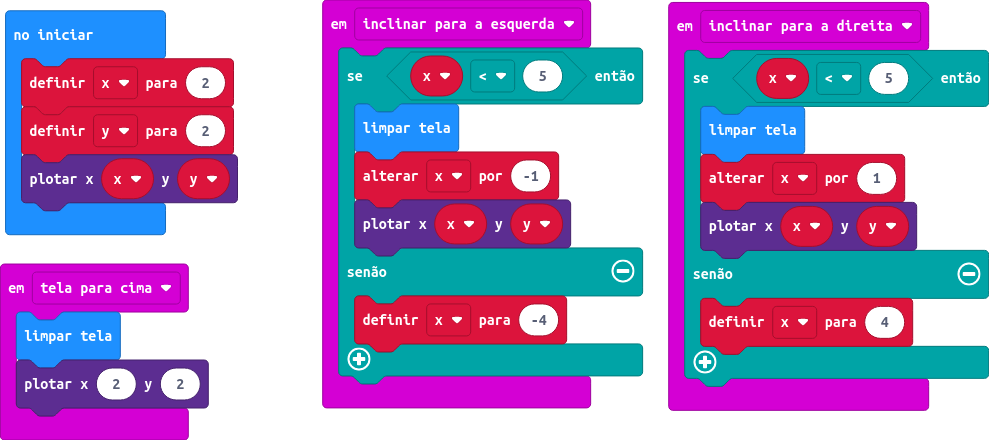 no iniciar
definir x para 2
definir y para 2
plotar x x y y
em tela para cima
limpar tela
plotar x 2 y 2
em inclinar para a esquerda
se x < 5 então
limpar tela
alterar x por -1
plotar x x y y
senão
definir x para -4
em inclinar para a direita
se x < 5 então
limpar tela
alterar x por 1
plotar x x y y
senão
definir x para 4